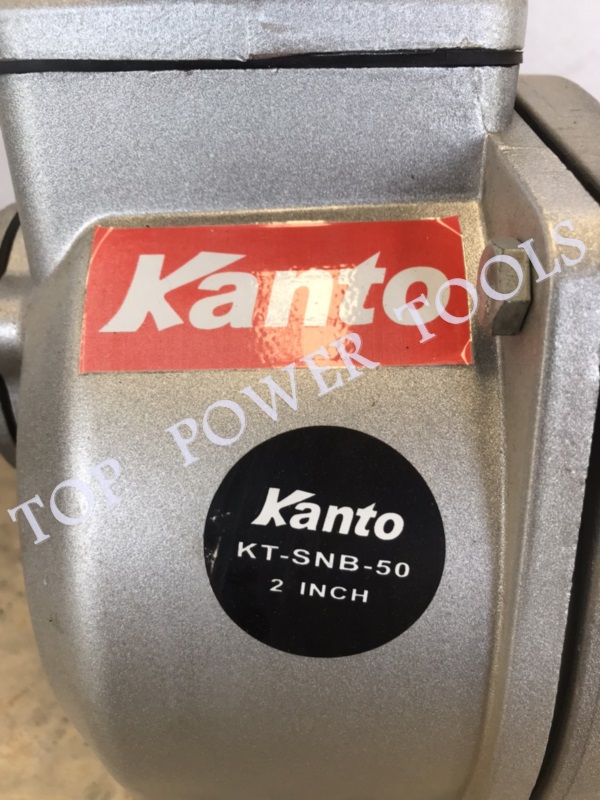 Kanto
TOP POWER TOOLS
Kanto
KT-SNB-50
2 INCH